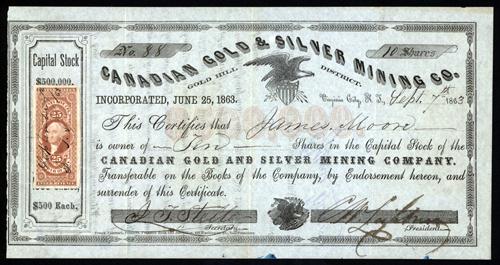 No. 88
10 Shares
CANADIAN GOLD & SILVER MINING CO.
GOLD HILL DISTRICT.
Capital Stock
$500,000.
25 25
$500 Each.
INCORPORATED, JUNE 25, 1863.
Virginia City, N. T., Sept. 7th 1863
This Certifies that James Moore
is owner of Ten Shares in the Capital Stock of the
CANADIAN GOLD AND SILVER MINING COMPANY.
Transferable on the Books of the Company, by Endorsement hereon, and
surrender of this Certificate.
Secretary.
President.